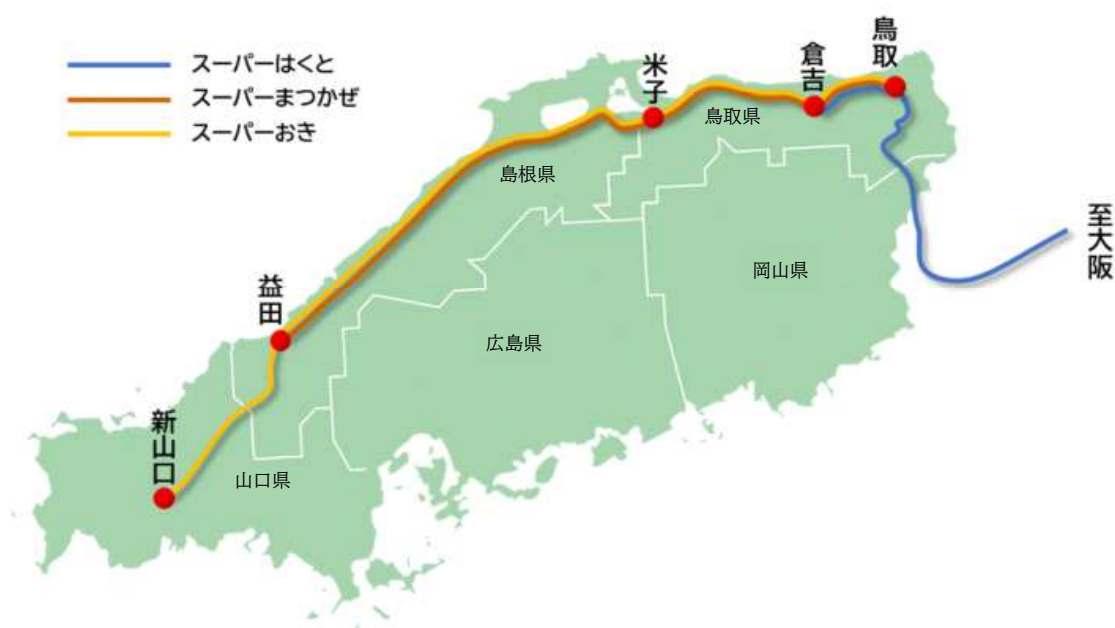 スーパーはくと
スーパーまつかぜ
スーパーおき
鳥取
倉吉
米子
鳥取県
島根県
至大阪
岡山県
益田
広島県
新山口
山口県